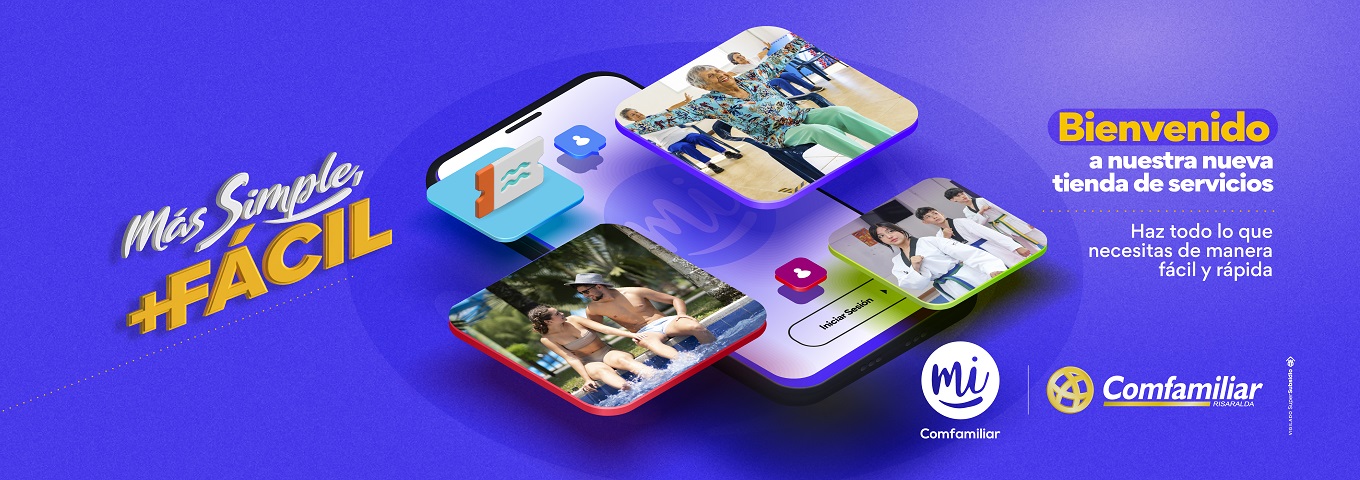 Más Simple,
+FÁCIL
mi
Iniciar Sesión
Bienvenido
a nuestra nueva
tienda de servicios
Haz todo lo que
necesitas de manera
fácil y rápida
mi
Comfamiliar
Comfamiliar
RISARALDA
VIGILADO SuperSubsidio